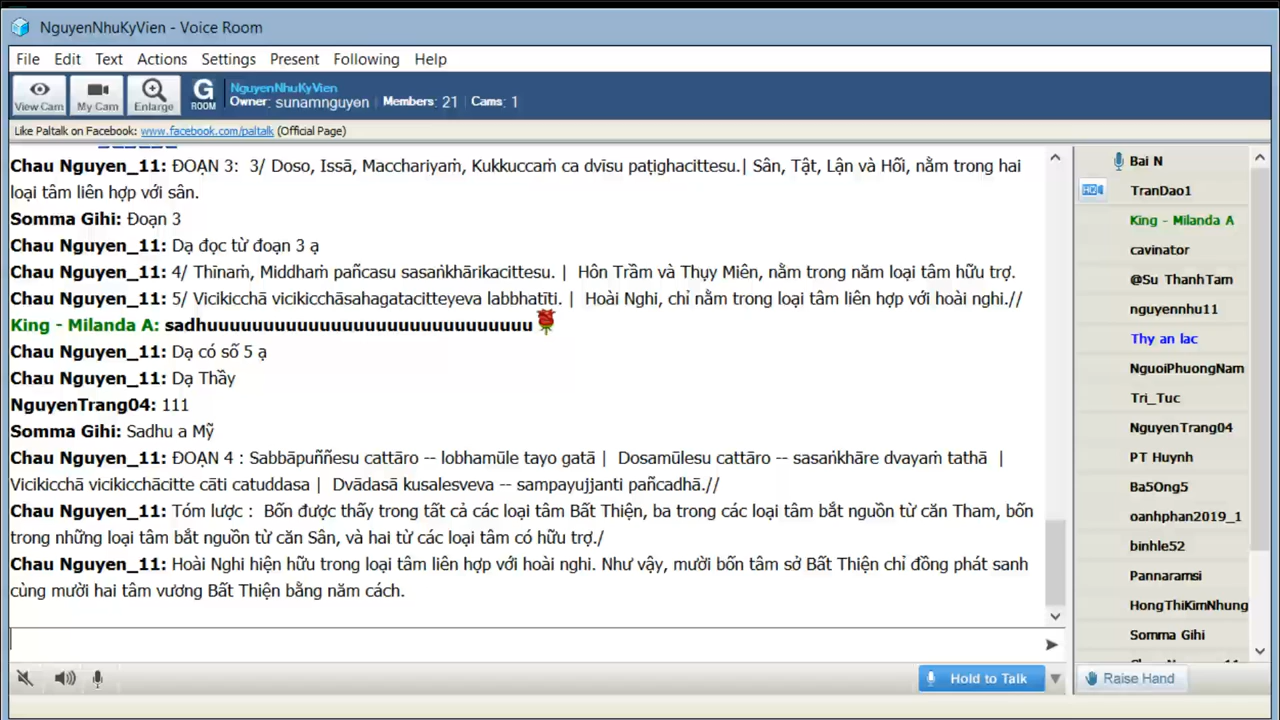 NguyenNhuKyVien - Voice Room
File Edit Text Actions Settings Present Following Help
View Cam My Cam Enlarge G ROOM
NguyenNhuKyVien
Owner: sunamnguyen | Members: 21 | Cams: 1
Like Paltalk on Facebook: www.facebook.com/paltalk (Official Page)
Chau Nguyen_11: ĐOẠN 3: 3/ Doso, Issā, Macchariyaṁ, Kukkuccaṁ ca dvīsu paṭighacittesu.| Sân, Tật, Lận và Hối, nằm trong hai
loại tâm liên hợp với sân.
Somma Gihi: Đoạn 3
Chau Nguyen_11: Dạ đọc từ đoạn 3 ạ
Chau Nguyen_11: 4/ Thīnaṁ, Middhaṁ pañcasu sasaṅkhārikacittesu. | Hôn Trầm và Thụy Miên, nằm trong năm loại tâm hữu trợ.
Chau Nguyen_11: 5/ Vicikicchā vicikicchāsahagatacitteyeva labbhatīti. | Hoài Nghi, chỉ nằm trong loại tâm liên hợp với hoài nghi.//
King - Milanda A: sadhuuuuuuuuuuuuuuuuuuuuuuuuuuuuu
Chau Nguyen_11: Dạ có số 5 ạ
Chau Nguyen_11: Dạ Thầy
NguyenTrang04: 111
Somma Gihi: Sadhu a Mỹ
Chau Nguyen_11: ĐOẠN 4 : Sabbāpuññesu cattāro -- lobhamūle tayo gatā | Dosamūlesu cattāro -- sasaṅkhāre dvayaṁ tathā |
Vicikicchā vicikicchācitte cāti catuddasa | Dvādasā kusalesveva -- sampayujjanti pañcadhā.//
Chau Nguyen_11: Tóm lược : Bốn được thấy trong tất cả các loại tâm Bất Thiện, ba trong các loại tâm bắt nguồn từ căn Tham, bốn
trong những loại tâm bắt nguồn từ căn Sân, và hai từ các loại tâm có hữu trợ./
Chau Nguyen_11: Hoài Nghi hiện hữu trong loại tâm liên hợp với hoài nghi. Như vậy, mười bốn tâm sở Bất Thiện chỉ đồng phát sanh
cùng mười hai tâm vương Bất Thiện bằng năm cách.
Hold to Talk
Bai N
TranDao1
King - Milanda A
cavinator
@Su ThanhTam
nguyennhu11
Thy an lac
NguoiPhuongNam
Tri_Tuc
NguyenTrang04
PT Huynh
Ba5Ong5
oanhphan2019_1
binhle52
Pannaramsi
HongThiKimNhung
Somma Gihi
Raise Hand